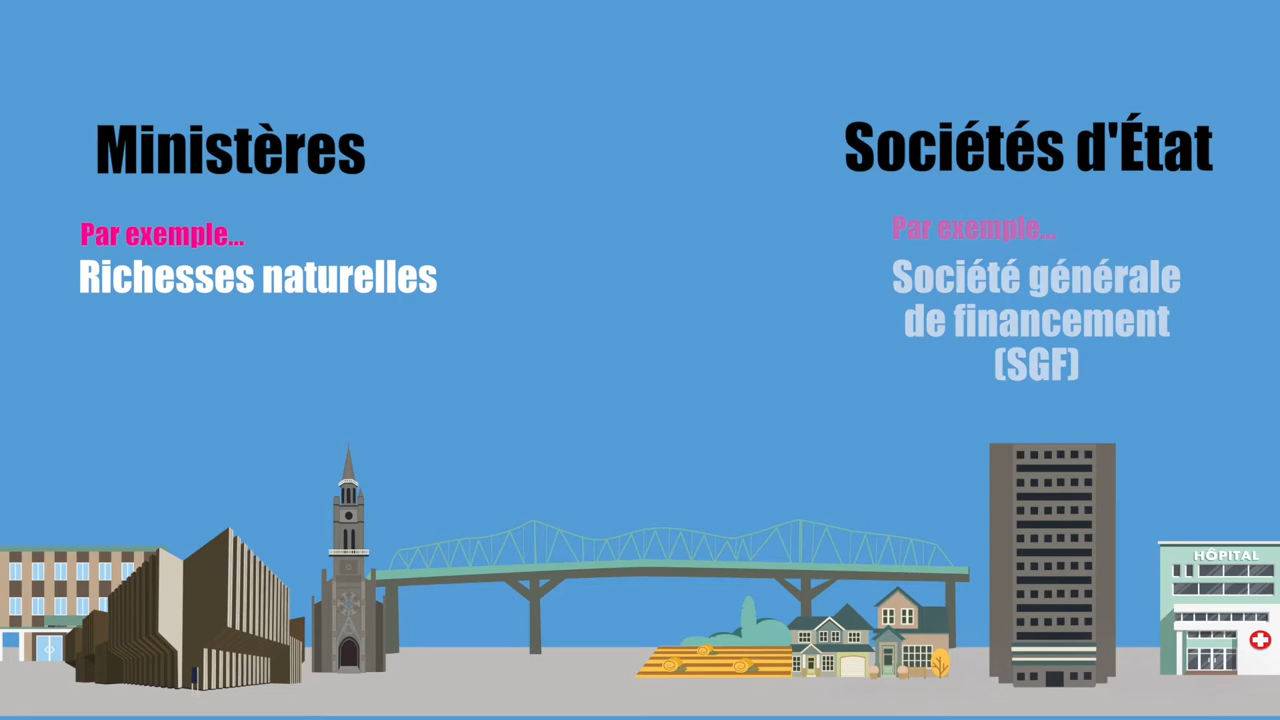 Ministères
Par exemple...
Richesses naturelles
Sociétés d'État
Par exemple...
Société générale
de financement
(SGF)
HÔPITAL